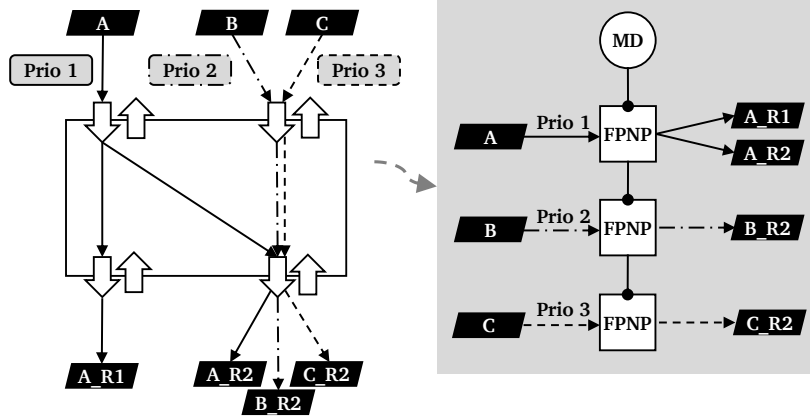 A
B
C
Prio 1
Prio 2
Prio 3
A_R1
A_R2
C_R2
B_R2
MD
A
Prio 1
FPNP
A_R1
A_R2
B
Prio 2
FPNP
B_R2
C
Prio 3
FPNP
C_R2